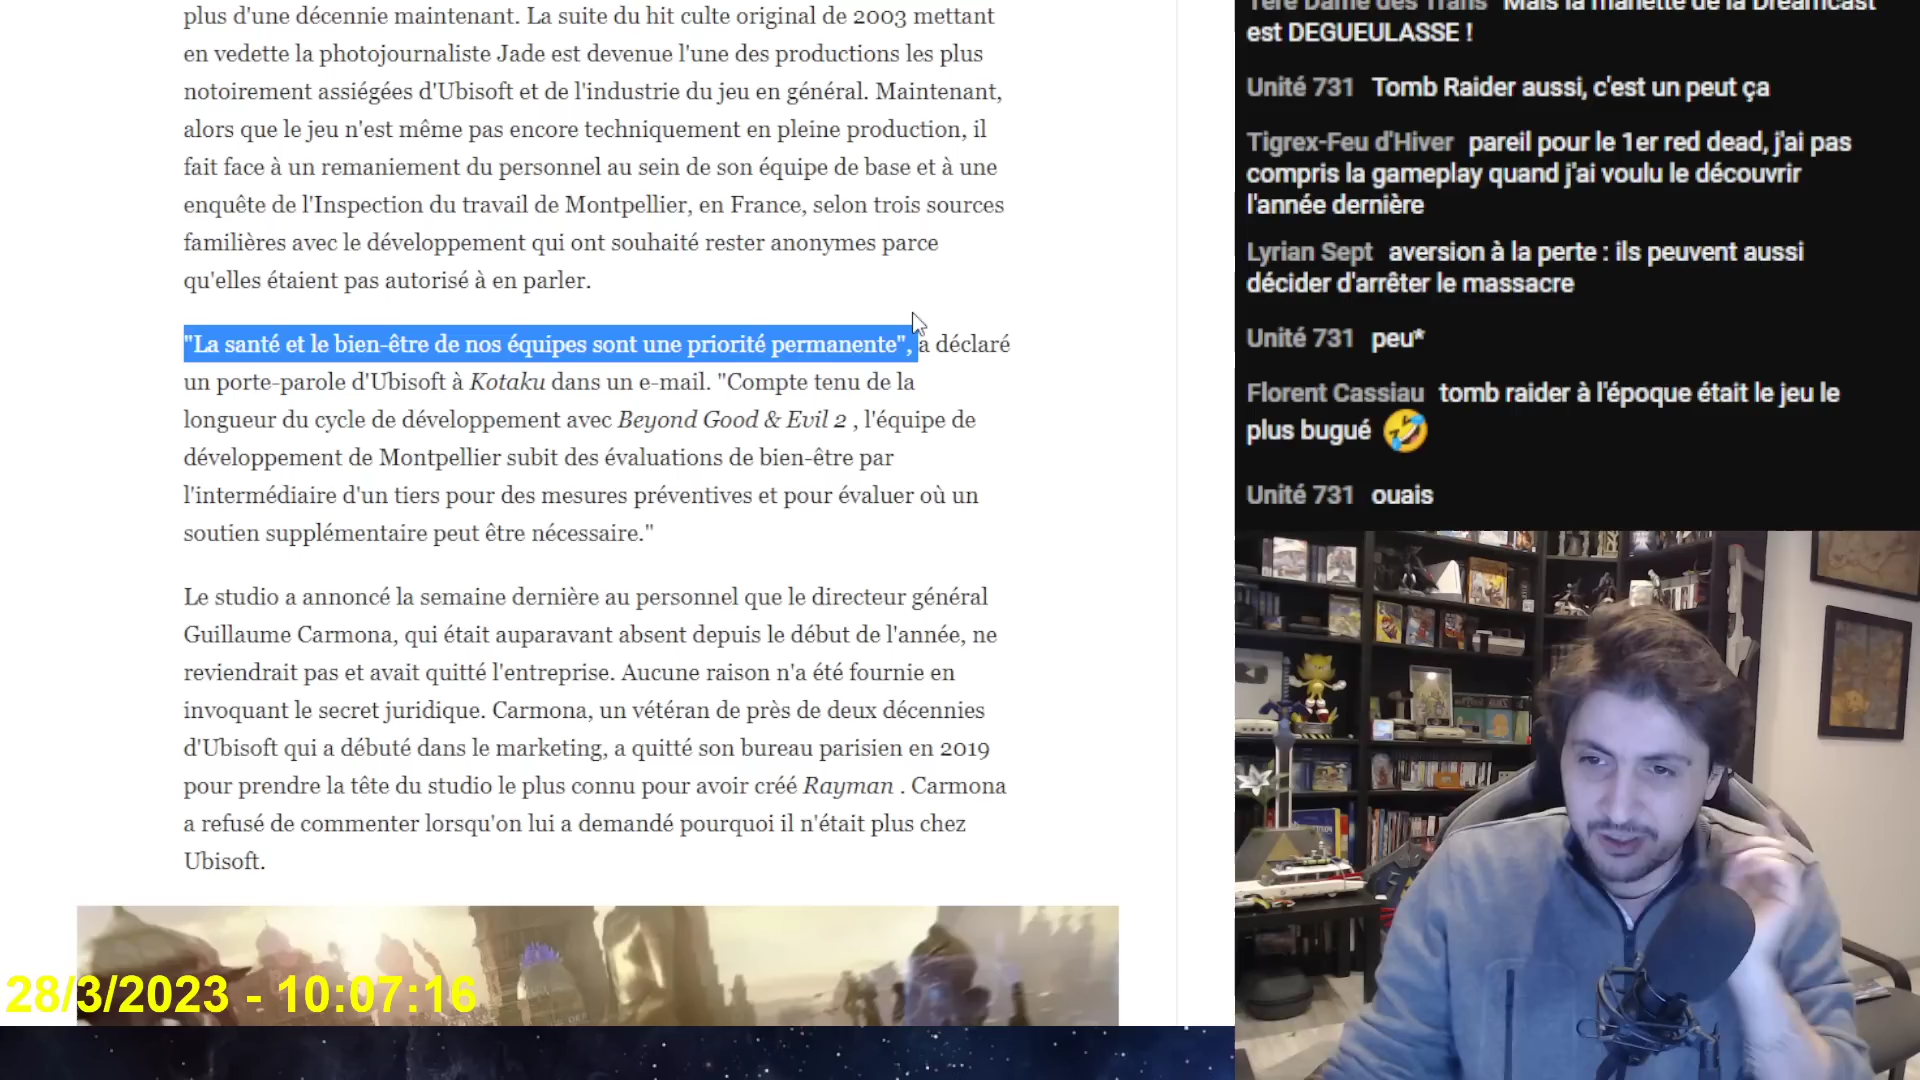 plus d'une décennie maintenant. La suite du hit culte original de 2003 mettant
en vedette la photojournaliste Jade est devenue l'une des productions les plus
notoirement assiégées d'Ubisoft et de l'industrie du jeu en général. Maintenant,
alors que le jeu n'est même pas encore techniquement en pleine production, il
fait face à un remaniement du personnel au sein de son équipe de base et à une
enquête de l'Inspection du travail de Montpellier, en France, selon trois sources
familières avec le développement qui ont souhaité rester anonymes parce
qu'elles étaient pas autorisé à en parler.
"La santé et le bien-être de nos équipes sont une priorité permanente", a déclaré
un porte-parole d'Ubisoft à Kotaku dans un e-mail. "Compte tenu de la
longueur du cycle de développement avec Beyond Good & Evil 2 , l'équipe de
développement de Montpellier subit des évaluations de bien-être par
l'intermédiaire d'un tiers pour des mesures préventives et pour évaluer où un
soutien supplémentaire peut être nécessaire."
Le studio a annoncé la semaine dernière au personnel que le directeur général
Guillaume Carmona, qui était auparavant absent depuis le début de l'année, ne
reviendrait pas et avait quitté l'entreprise. Aucune raison n'a été fournie en
invoquant le secret juridique. Carmona, un vétéran de près de deux décennies
d'Ubisoft qui a débuté dans le marketing, a quitté son bureau parisien en 2019
pour prendre la tête du studio le plus connu pour avoir créé Rayman . Carmona
a refusé de commenter lorsqu'on lui a demandé pourquoi il n'était plus chez
Ubisoft.
28/3/2023 - 10:07:16
1ère Dame des Trans Mais la manette de la Dreamcast
est DEGUEULASSE !
Unité 731 Tomb Raider aussi, c'est un peut ça
Tigrex-Feu d'Hiver pareil pour le 1er red dead, j'ai pas
compris la gameplay quand j'ai voulu le découvrir
l'année dernière
Lyrian Sept aversion à la perte : ils peuvent aussi
décider d'arrêter le massacre
Unité 731 peu*
Florent Cassiau tomb raider à l'époque était le jeu le
plus bugué 🤣
Unité 731 ouais